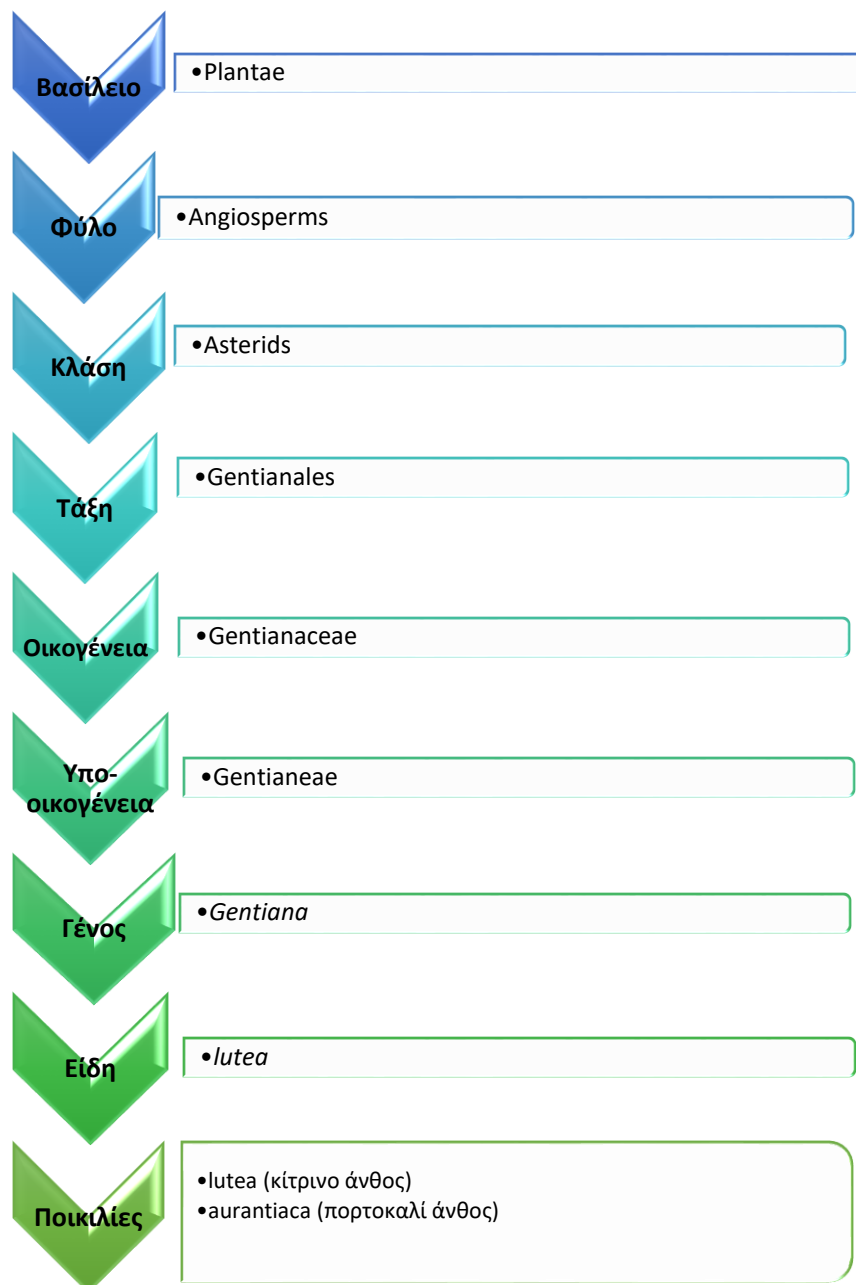 Βασίλειο
•Plantae
Φύλο
•Angiosperms
Κλάση
•Asterids
Τάξη
•Gentianales
Οικογένεια
•Gentianaceae
Υπο-
οικογένεια
•Gentianeae
Γένος
•Gentiana
Είδη
•lutea
Ποικιλίες
•lutea (κίτρινο άνθος)
•aurantiaca (πορτοκαλί άνθος)